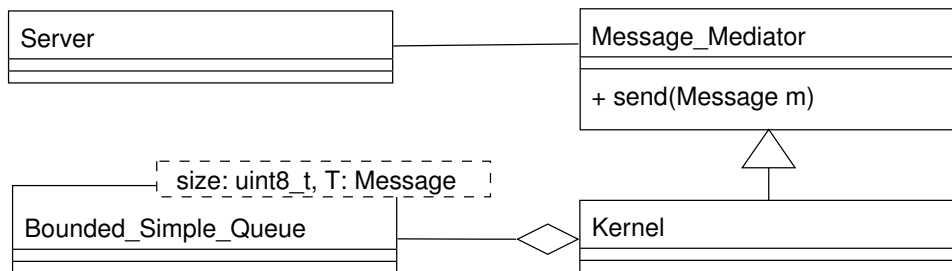 Server
Message_Mediator
+ send(Message m)
size: uint8_t, T: Message
Bounded_Simple_Queue
Kernel